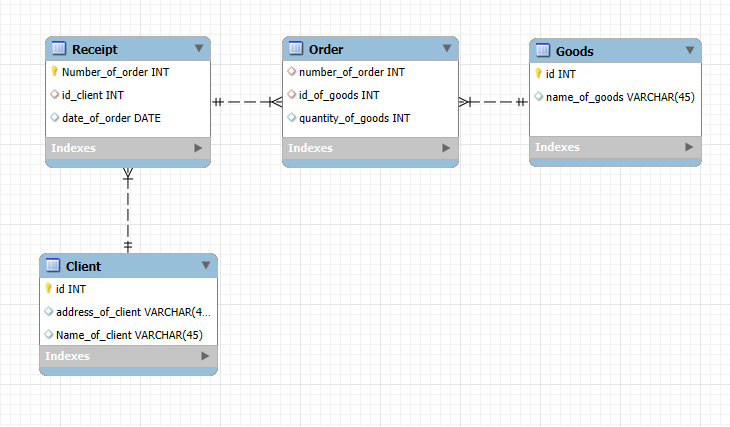 Receipt
Number_of_order INT
id_client INT
date_of_order DATE
Indexes
Order
number_of_order INT
id_of_goods INT
quantity_of_goods INT
Indexes
Goods
id INT
name_of_goods VARCHAR(45)
Indexes
Client
id INT
address_of_client VARCHAR(4...
Name_of_client VARCHAR(45)
Indexes